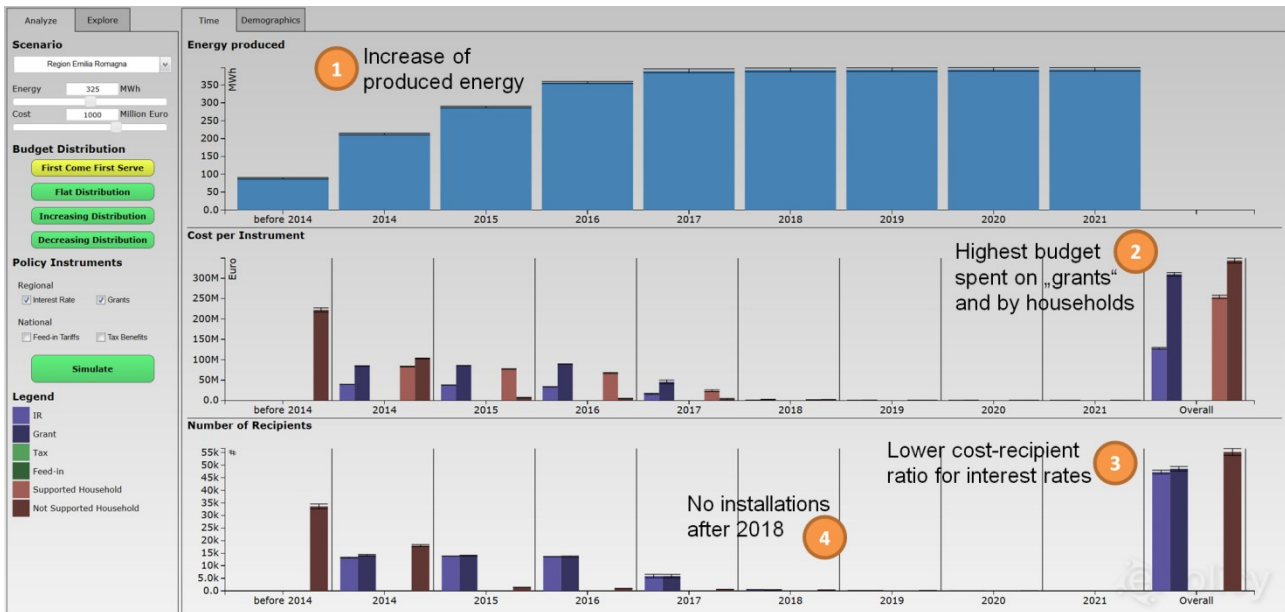 Analyze Explore
Scenario
Region Emilia Romagna
Energy 325 MWh
Cost 1000 Million Euro
Budget Distribution
First Come First Serve
Flat Distribution
Increasing Distribution
Decreasing Distribution
Policy Instruments
Regional
Interest Rate Grants
National
Feed-in Tariffs Tax Benefits
Simulate
Legend
IR
Grant
Tax
Feed-in
Supported Household
Not Supported Household
Time Demographics
Energy produced
1 Increase of
produced energy
MWh
350
300
250
200
150
100
50
0.0
before 2014 2014 2015 2016 2017 2018 2019 2020 2021
Cost per Instrument
Highest budget 2
spent on „grants“
and by households
Euro
300M
250M
200M
150M
100M
50M
0.0
before 2014 2014 2015 2016 2017 2018 2019 2020 2021 Overall
Number of Recipients
Lower cost-recipient
ratio for interest rates 3
No installations
after 2018 4
#
55k
50k
45k
40k
35k
30k
25k
20k
15k
10k
5.0k
0.0
before 2014 2014 2015 2016 2017 2018 2019 2020 2021 Overall
ePolicy